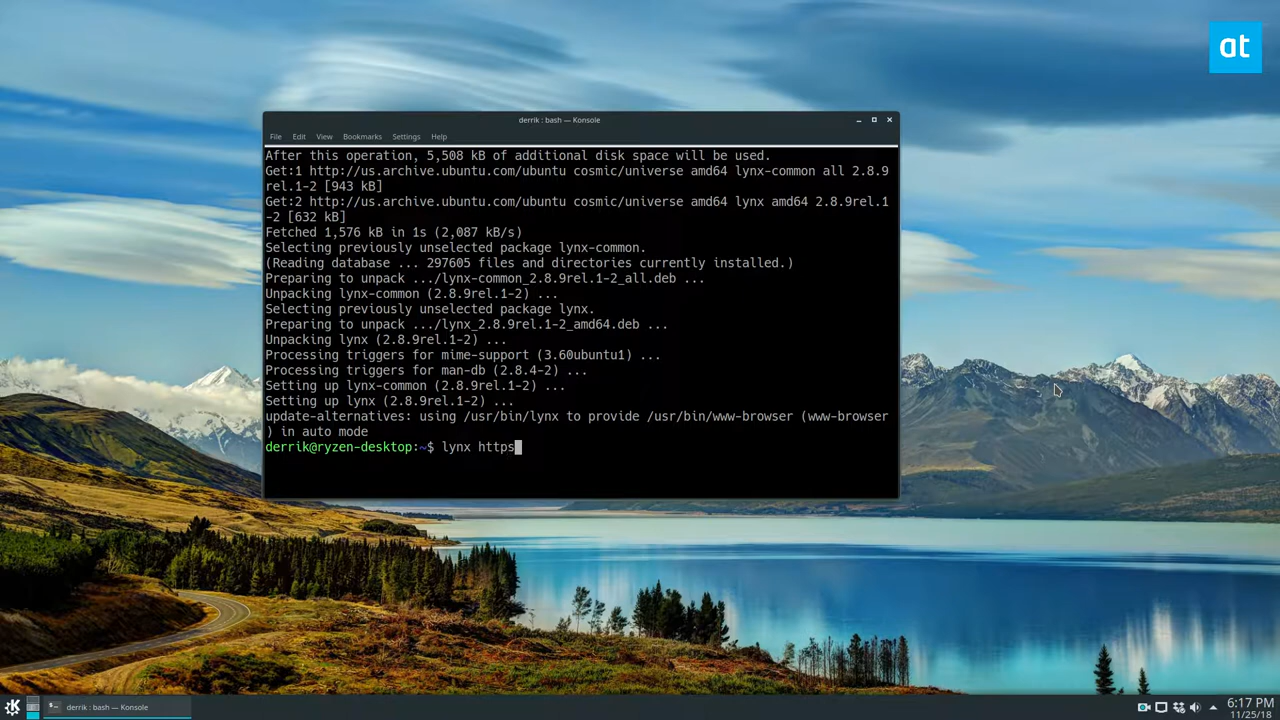 at
derrik : bash — Konsole
File Edit View Bookmarks Settings Help
After this operation, 5,508 kB of additional disk space will be used.
Get:1 http://us.archive.ubuntu.com/ubuntu cosmic/universe amd64 lynx-common all 2.8.9
rel.1-2 [943 kB]
Get:2 http://us.archive.ubuntu.com/ubuntu cosmic/universe amd64 lynx amd64 2.8.9rel.1
-2 [632 kB]
Fetched 1,576 kB in 1s (2,087 kB/s)
Selecting previously unselected package lynx-common.
(Reading database ... 297605 files and directories currently installed.)
Preparing to unpack .../lynx-common_2.8.9rel.1-2_all.deb ...
Unpacking lynx-common (2.8.9rel.1-2) ...
Selecting previously unselected package lynx.
Preparing to unpack .../lynx_2.8.9rel.1-2_amd64.deb ...
Unpacking lynx (2.8.9rel.1-2) ...
Processing triggers for mime-support (3.60ubuntu1) ...
Processing triggers for man-db (2.8.4-2) ...
Setting up lynx-common (2.8.9rel.1-2) ...
Setting up lynx (2.8.9rel.1-2) ...
update-alternatives: using /usr/bin/lynx to provide /usr/bin/www-browser (www-browser
) in auto mode
derrik@ryzen-desktop:~$ lynx https
derrik : bash — Konsole
6:17 PM
11/25/18